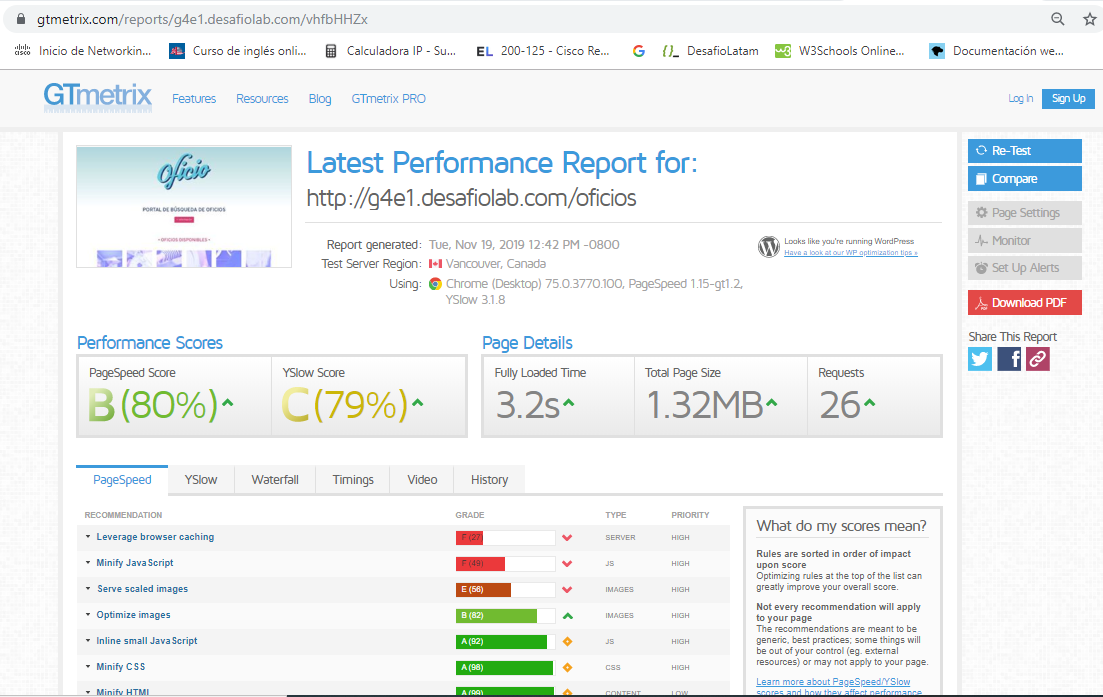 gtmetrix.com/reports/g4e1.desafiolab.com/vhfbHHZx
Inicio de Networkin...
Curso de inglés onli...
Calculadora IP - Su...
EL 200-125 - Cisco Re...
DesafioLatam
W3Schools Online...
Documentación we...
GTmetrix
Features
Resources
Blog
GTmetrix PRO
Log In
Sign Up
Oficio
PORTAL DE BÚSQUEDA DE OFICIOS
• OFICIOS DISPONIBLES •
Latest Performance Report for:
http://g4e1.desafiolab.com/oficios
Report generated: Tue, Nov 19, 2019 12:42 PM -0800
Test Server Region: Vancouver, Canada
Using: Chrome (Desktop) 75.0.3770.100, PageSpeed 1.15-gt1.2,
YSlow 3.1.8
Looks like you're running WordPress
Have a look at our WP optimization tips »
Re-Test
Compare
Page Settings
Monitor
Set Up Alerts
Download PDF
Share This Report
Performance Scores
PageSpeed Score
B (80%)
YSlow Score
C (79%)
Page Details
Fully Loaded Time
3.2s
Total Page Size
1.32MB
Requests
26
PageSpeed
YSlow
Waterfall
Timings
Video
History
RECOMMENDATION GRADE TYPE PRIORITY
Leverage browser caching F (27) SERVER HIGH
Minify JavaScript F (49) JS HIGH
Serve scaled images E (56) IMAGES HIGH
Optimize images B (82) IMAGES HIGH
Inline small JavaScript A (92) JS HIGH
Minify CSS A (98) CSS HIGH
Minify HTML A (99) CONTENT LOW
What do my scores mean?
Rules are sorted in order of impact
upon score
Optimizing rules at the top of the list can
greatly improve your overall score.
Not every recommendation will apply
to your page
The recommendations are meant to be
generic, best practices; some things will
be out of your control (eg. external
resources) or may not apply to your page.
Learn more about PageSpeed/YSlow
scores and how they affect performance